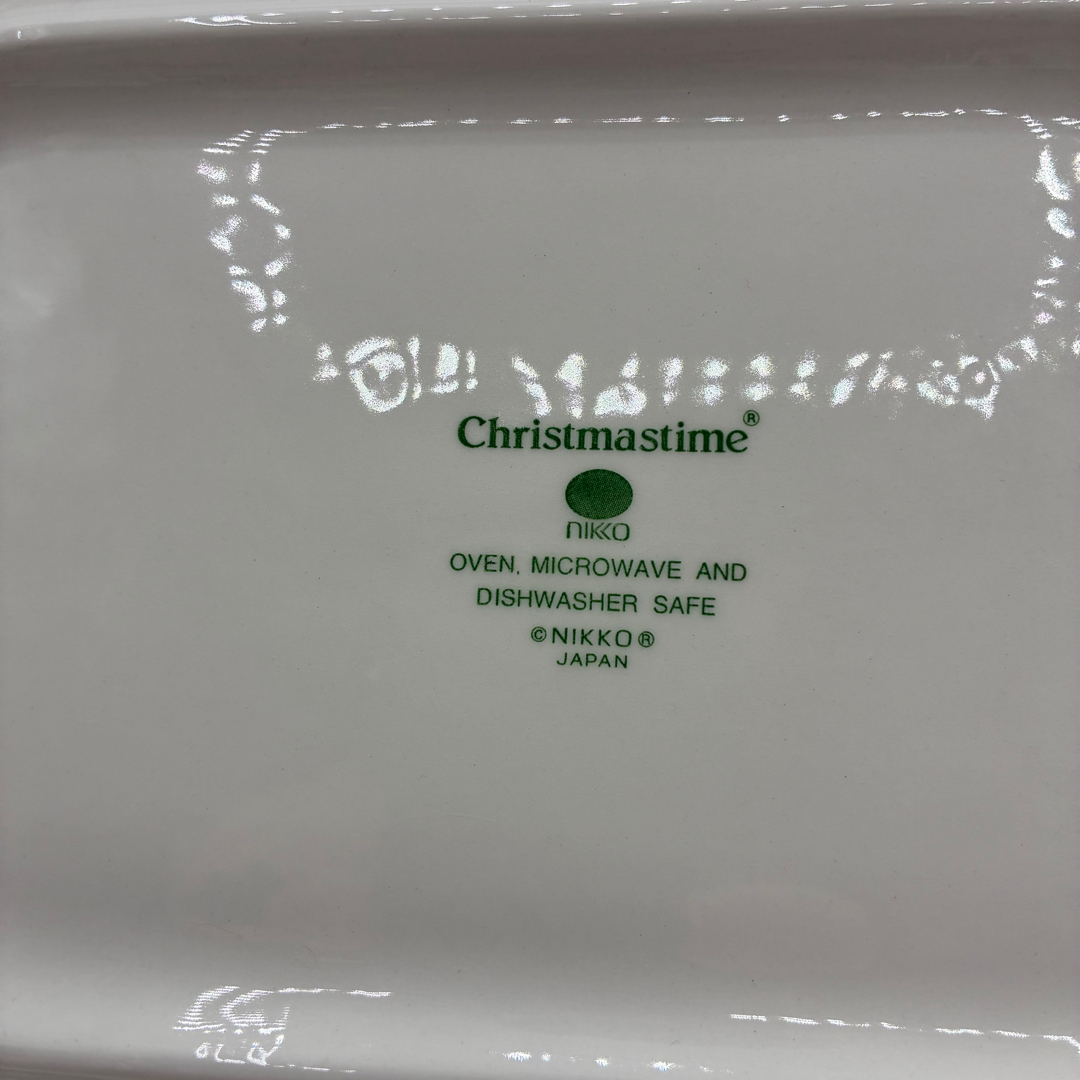 Christmastime®
NIKKO
OVEN, MICROWAVE AND
DISHWASHER SAFE
©NIKKO®
JAPAN